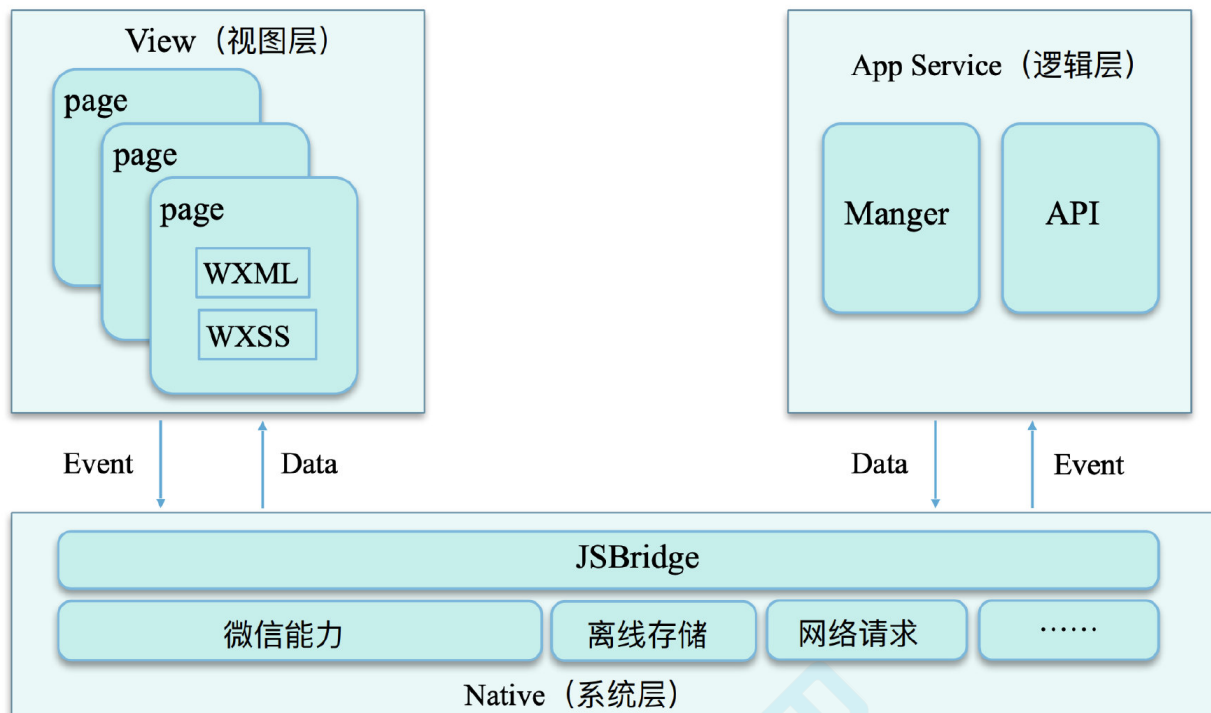 View（视图层）
page
page
page
WXML
WXSS
App Service（逻辑层）
Manger
API
Event
Data
Data
Event
JSBridge
微信能力
离线存储
网络请求
······
Native（系统层）